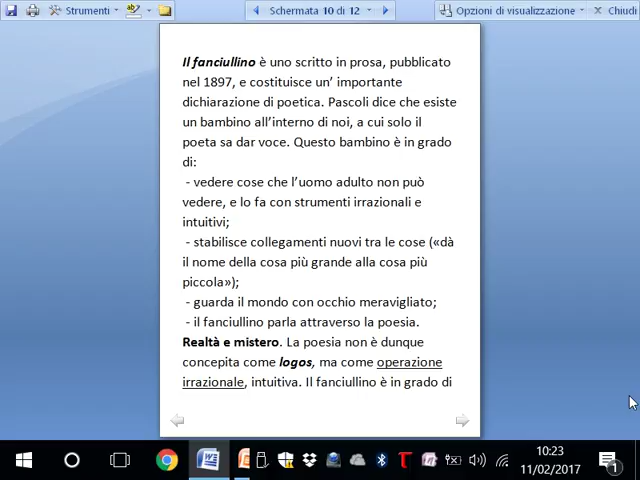 Strumenti
Schermata 10 di 12
Opzioni di visualizzazione
Chiudi
Il fanciullino è uno scritto in prosa, pubblicato
nel 1897, e costituisce un’ importante
dichiarazione di poetica. Pascoli dice che esiste
un bambino all’interno di noi, a cui solo il
poeta sa dar voce. Questo bambino è in grado
di:
- vedere cose che l’uomo adulto non può
vedere, e lo fa con strumenti irrazionali e
intuitivi;
- stabilisce collegamenti nuovi tra le cose («dà
il nome della cosa più grande alla cosa più
piccola»);
- guarda il mondo con occhio meravigliato;
- il fanciullino parla attraverso la poesia.
Realtà e mistero. La poesia non è dunque
concepita come logos, ma come operazione
irrazionale, intuitiva. Il fanciullino è in grado di
10:23
11/02/2017
1